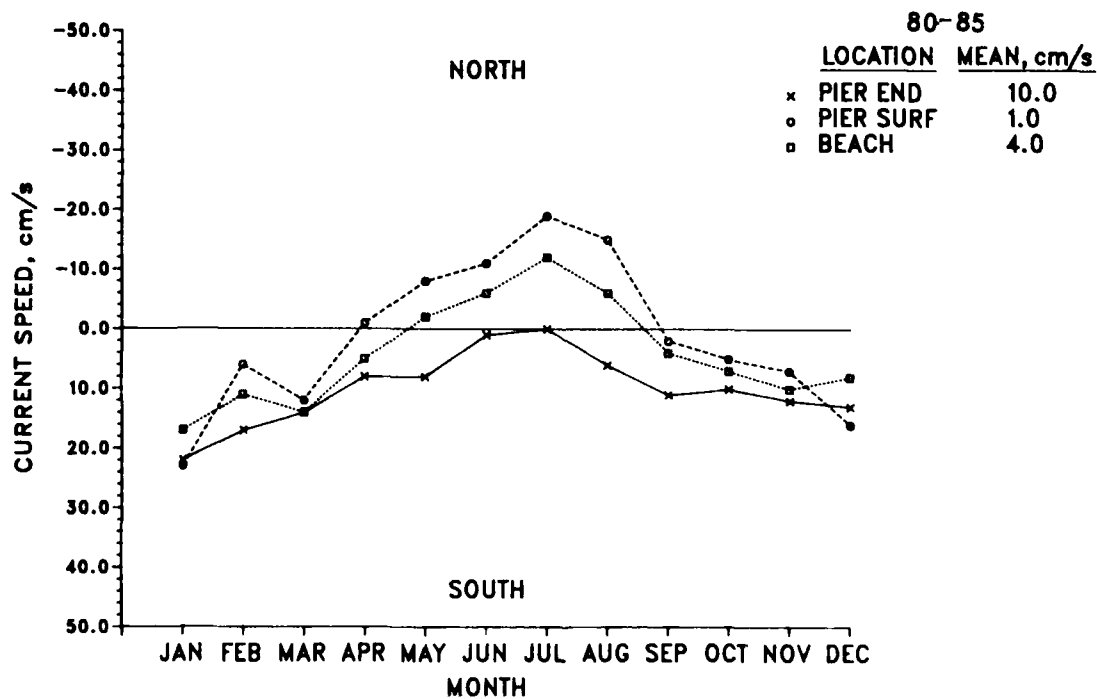 80-85
LOCATION MEAN, cm/s
× PIER END 10.0
○ PIER SURF 1.0
□ BEACH 4.0
NORTH
-50.0
-40.0
-30.0
-20.0
-10.0
0.0
10.0
20.0
30.0
40.0
50.0
CURRENT SPEED, cm/s
SOUTH
JAN FEB MAR APR MAY JUN JUL AUG SEP OCT NOV DEC
MONTH